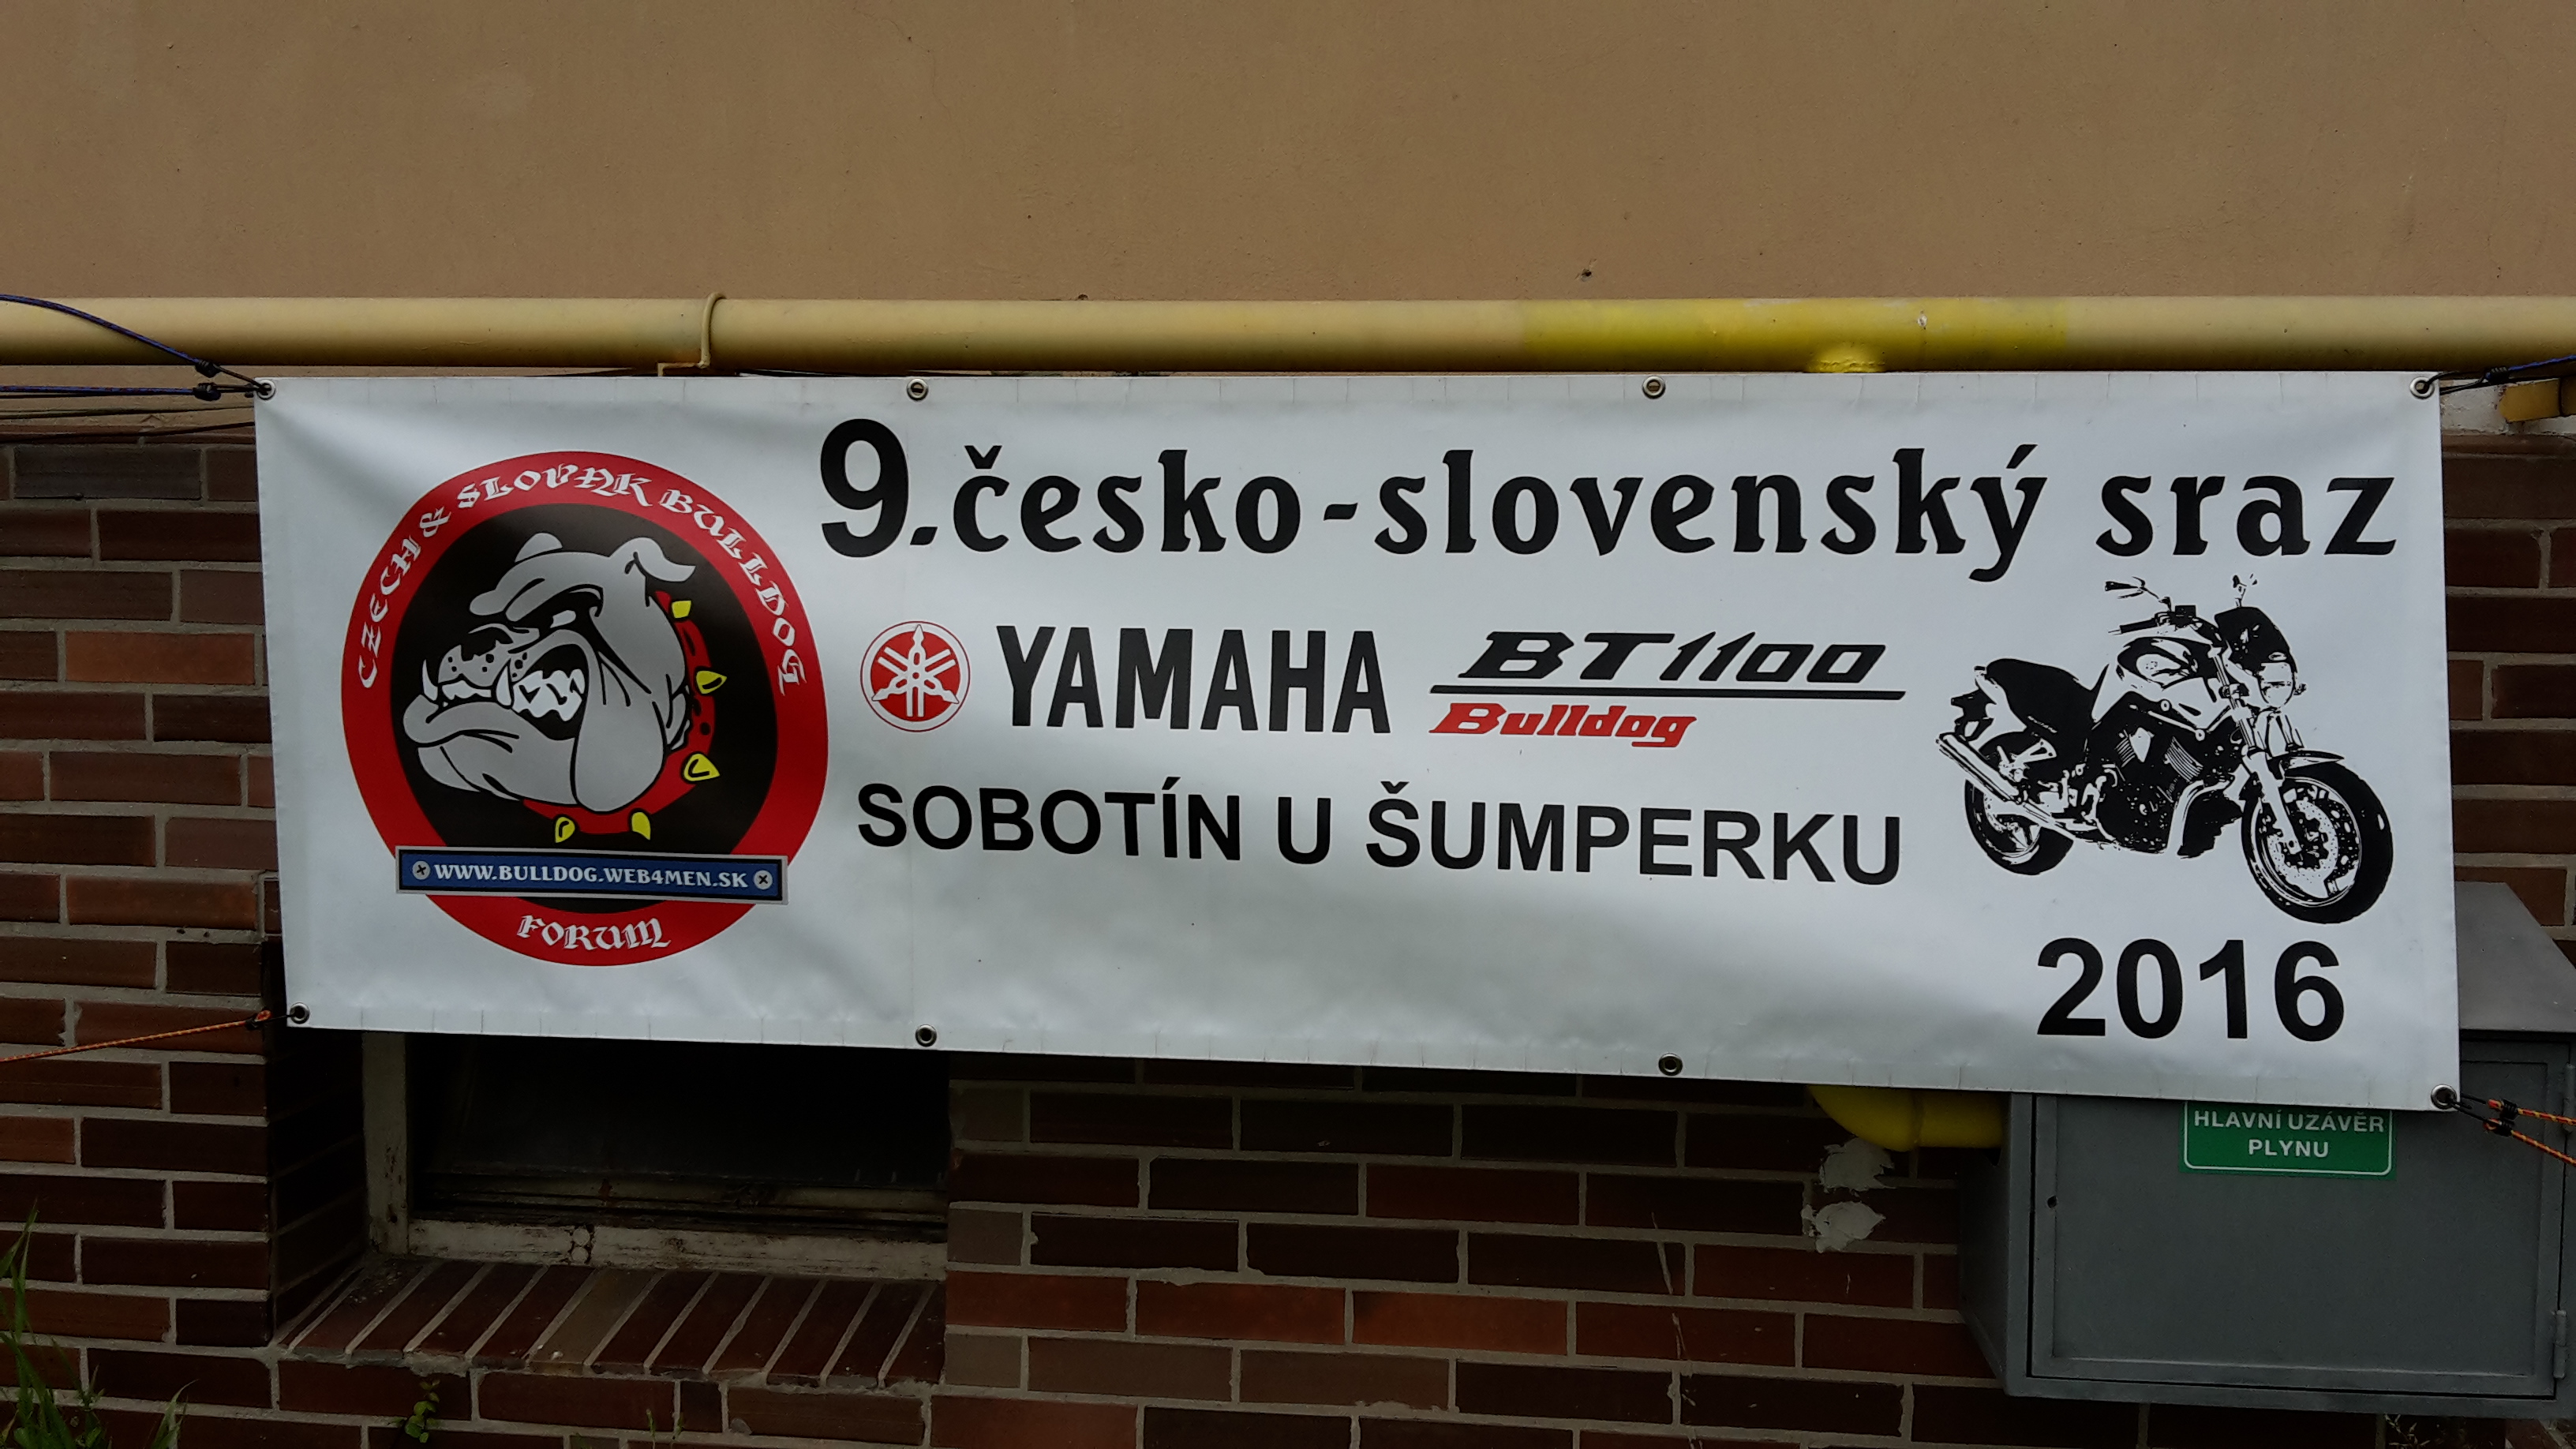 CZECH & SLOVAK BULLDOG
WWW.BULLDOG.WEB4MEN.SK
FORUM
9. česko-slovenský sraz
YAMAHA BT1100
Bulldog
SOBOTÍN U ŠUMPERKU
2016
HLAVNÍ UZÁVĚR
PLYNU